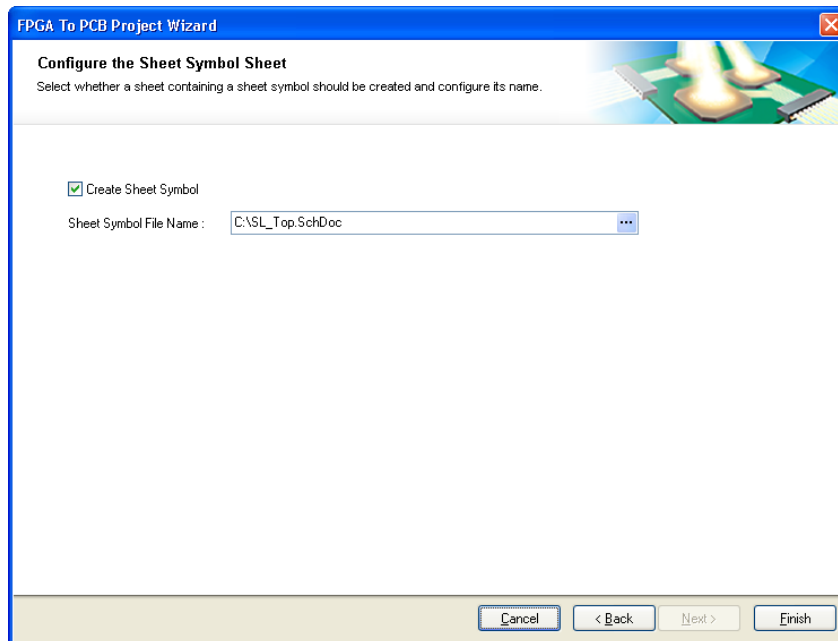 FPGA To PCB Project Wizard
Configure the Sheet Symbol Sheet
Select whether a sheet containing a sheet symbol should be created and configure its name.
Create Sheet Symbol
Sheet Symbol File Name :
C:\SL_Top.SchDoc
...
Cancel
< Back
Next >
Finish